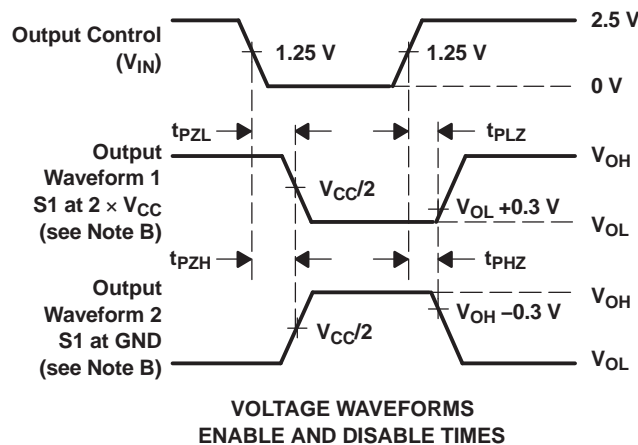 Output Control
(VIN)
1.25 V
1.25 V
2.5 V
0 V
tPZL
tPLZ
Output
Waveform 1
S1 at 2 × VCC
(see Note B)
VCC/2
VOH
VOL +0.3 V
VOL
tPZH
tPHZ
Output
Waveform 2
S1 at GND
(see Note B)
VCC/2
VOH
VOH −0.3 V
VOL
VOLTAGE WAVEFORMS
ENABLE AND DISABLE TIMES